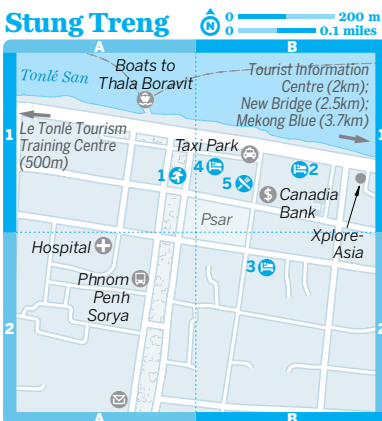 Stung Treng
N
0 200 m
0 0.1 miles
A
B
Tonlé San
Boats to
Thala Boravit
Tourist Information
Centre (2km);
New Bridge (2.5km);
Mekong Blue (3.7km)
1
1
Le Tonlé Tourism
Training Centre
(500m)
Taxi Park
1
4
5
2
$
Canadia
Bank
Psar
Xplore-
Asia
Hospital
3
Phnom
Penh
Sorya
2
2
A
B